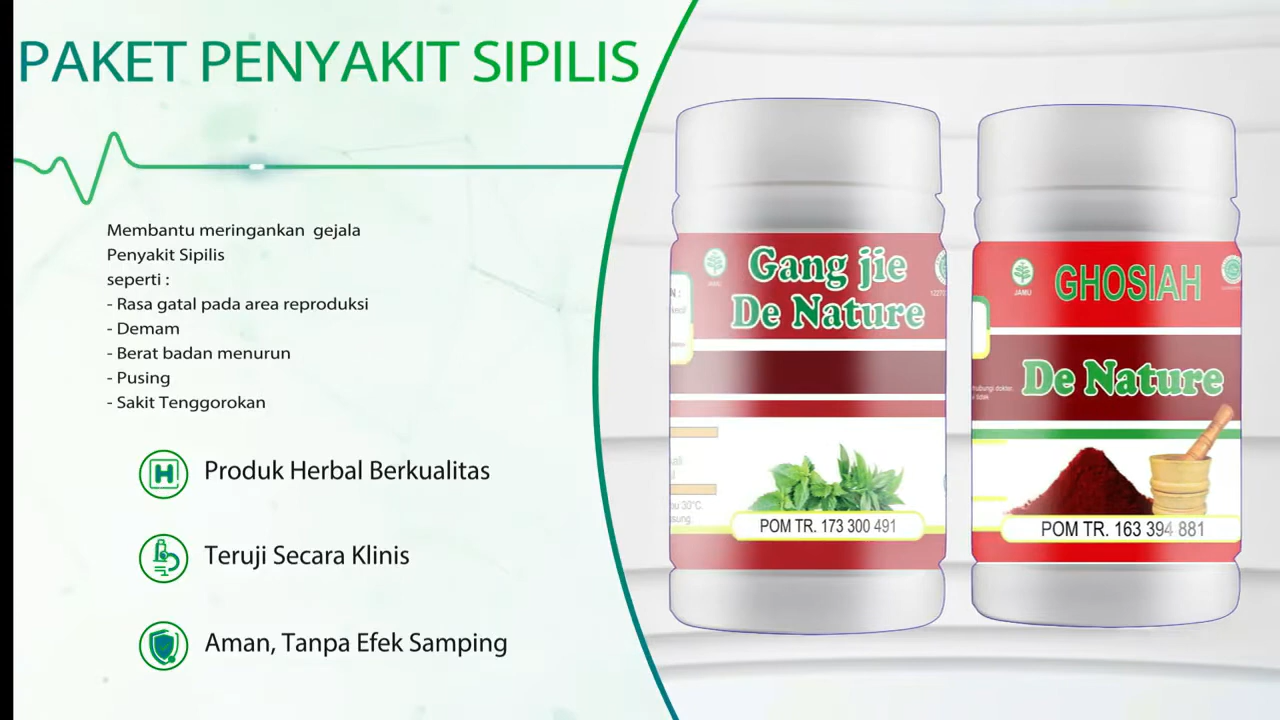 PAKET PENYAKIT SIPILIS
Membantu meringankan gejala
Penyakit Sipilis
seperti :
- Rasa gatal pada area reproduksi
- Demam
- Berat badan menurun
- Pusing
- Sakit Tenggorokan
Produk Herbal Berkualitas
Teruji Secara Klinis
Aman, Tanpa Efek Samping
Gang jie
De Nature
JAMU
POM TR. 173 300 491
GHOSIAH
JAMU
De Nature
POM TR. 163 394 881